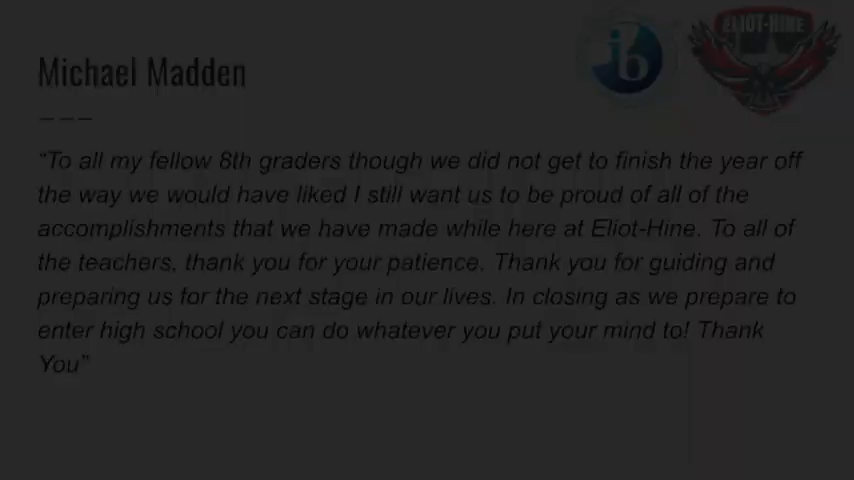 ELIOT-HINE
ib
Michael Madden
“To all my fellow 8th graders though we did not get to finish the year off
the way we would have liked I still want us to be proud of all of the
accomplishments that we have made while here at Eliot-Hine. To all of
the teachers, thank you for your patience. Thank you for guiding and
preparing us for the next stage in our lives. In closing as we prepare to
enter high school you can do whatever you put your mind to! Thank
You”